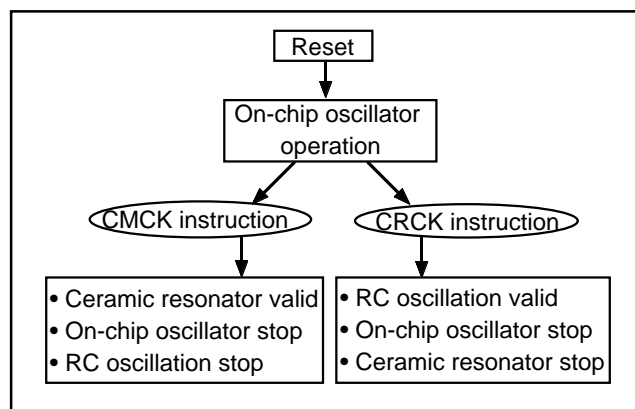 Reset
On-chip oscillator
operation
CMCK instruction
CRCK instruction
• Ceramic resonator valid
• On-chip oscillator stop
• RC oscillation stop
• RC oscillation valid
• On-chip oscillator stop
• Ceramic resonator stop